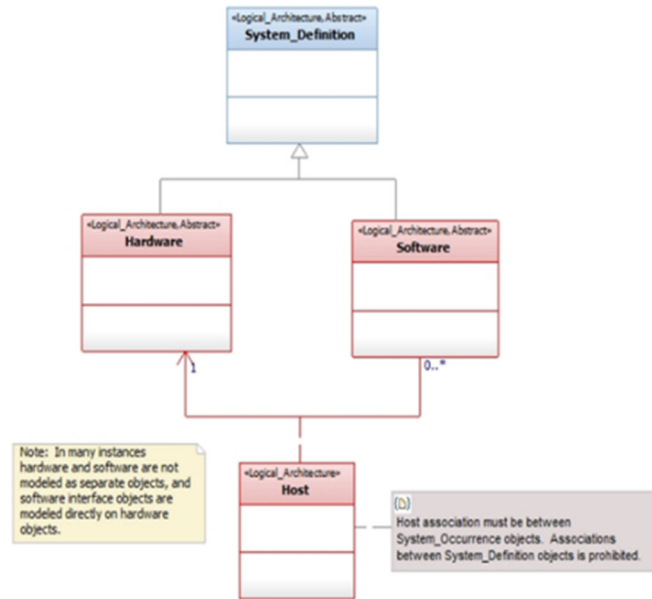 «Logical_Architecture,Abstract»
System_Definition
«Logical_Architecture,Abstract»
Hardware
«Logical_Architecture,Abstract»
Software
1
0..*
Note: In many instances
hardware and software are not
modeled as separate objects, and
software interface objects are
modeled directly on hardware
objects.
«Logical_Architecture»
Host
Host association must be between
System_Occurrence objects. Associations
between System_Definition objects is prohibited.